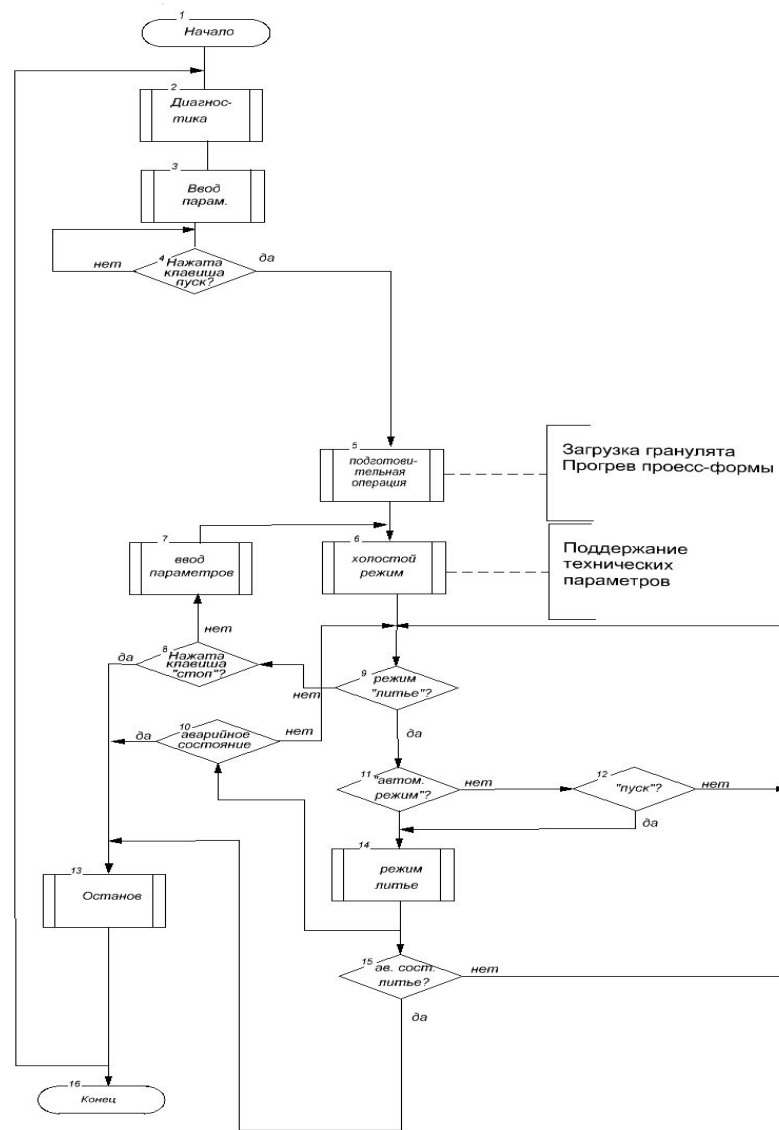 1
Начало
2
Диагнос-
тика
3
Ввод
парам.
4
Нажата
клавиша
пуск?
нет
да
5
подготови-
тельная
операция
Загрузка гранулята
Прогрев проесс-формы
7
ввод
параметров
6
холостой
режим
Поддержание
технических
параметров
нет
8
Нажата
клавиша
"стоп"?
да
9
режим
"литье"?
нет
да
10
аварийное
состояние
да
нет
11
"автом.
режим"?
нет
12
"пуск"?
нет
да
14
режим
литье
13
Останов
15
ав. сост.
литье?
нет
да
16
Конец